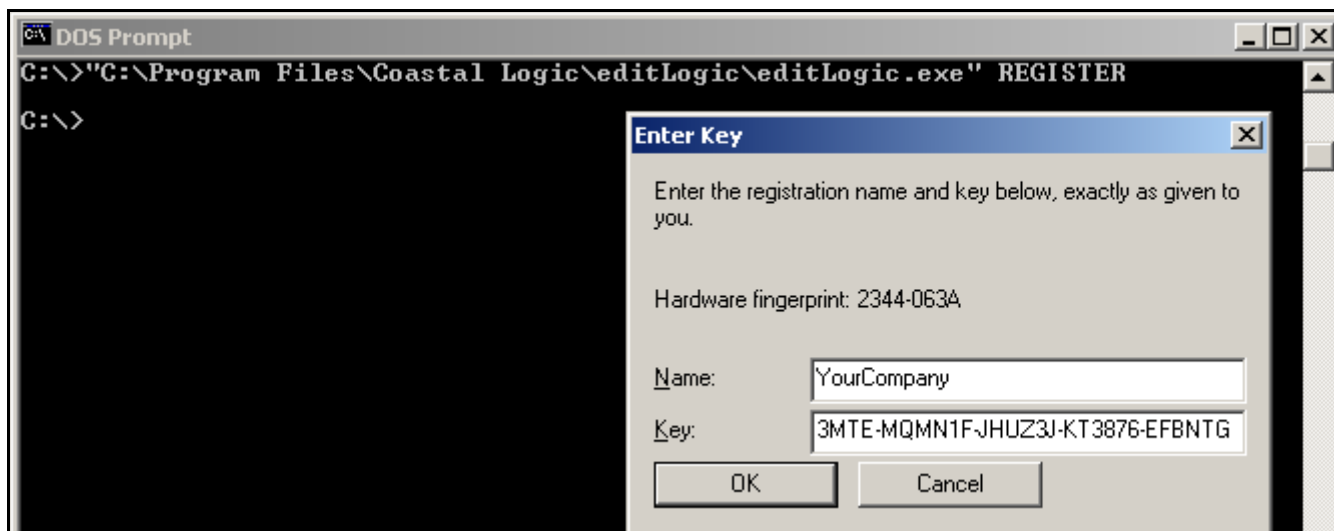 DOS Prompt
C:\>"C:\Program Files\Coastal Logic\editLogic\editLogic.exe" REGISTER
C:\>
Enter Key
Enter the registration name and key below, exactly as given to
you.
Hardware fingerprint: 2344-063A
Name: YourCompany
Key: 3MTE-MQMN1F-JHUZ3J-KT3876-EFBNTG
OK Cancel